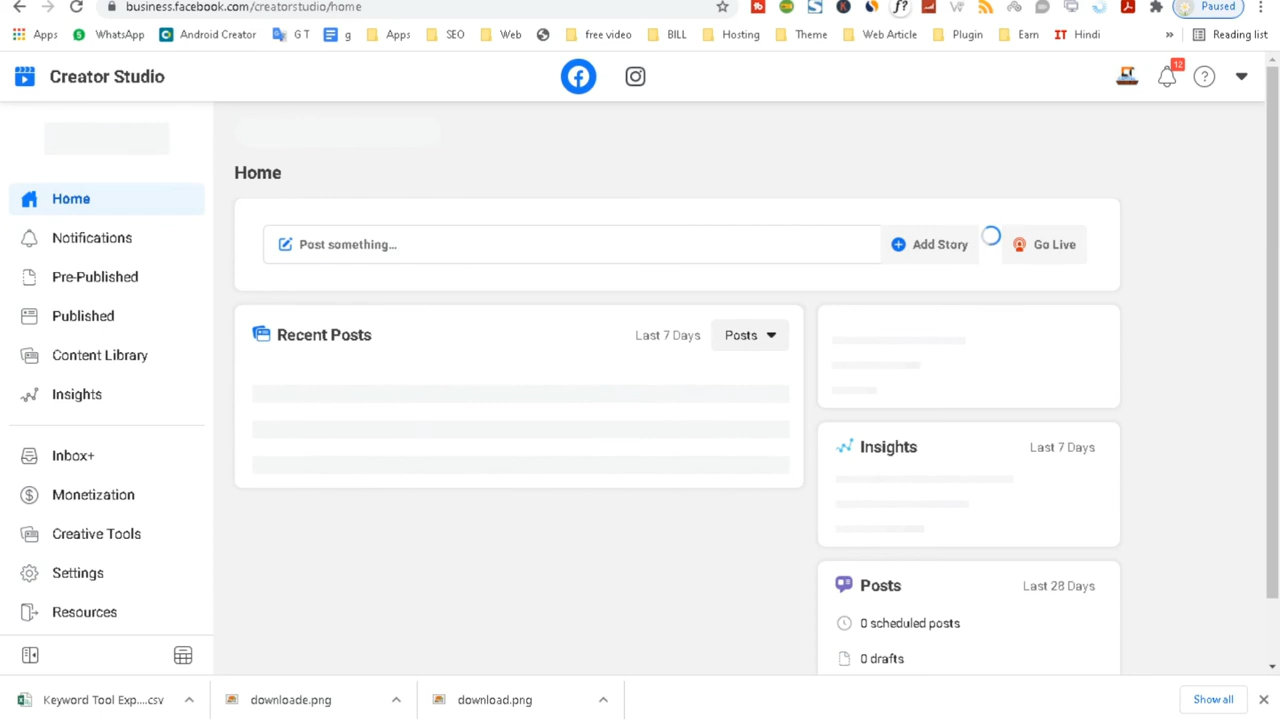 business.facebook.com/creatorstudio/home
Paused
Apps
WhatsApp
Android Creator
G T
g
Apps
SEO
Web
free video
BILL
Hosting
Theme
Web Article
Plugin
Earn
IT Hindi
»
Reading list
Creator Studio
12
Home
Notifications
Pre-Published
Published
Content Library
Insights
Inbox+
Monetization
Creative Tools
Settings
Resources
Home
Post something...
Add Story
Go Live
Recent Posts
Last 7 Days
Posts
Insights
Last 7 Days
Posts
Last 28 Days
0 scheduled posts
0 drafts
Keyword Tool Exp....csv
downloade.png
download.png
Show all